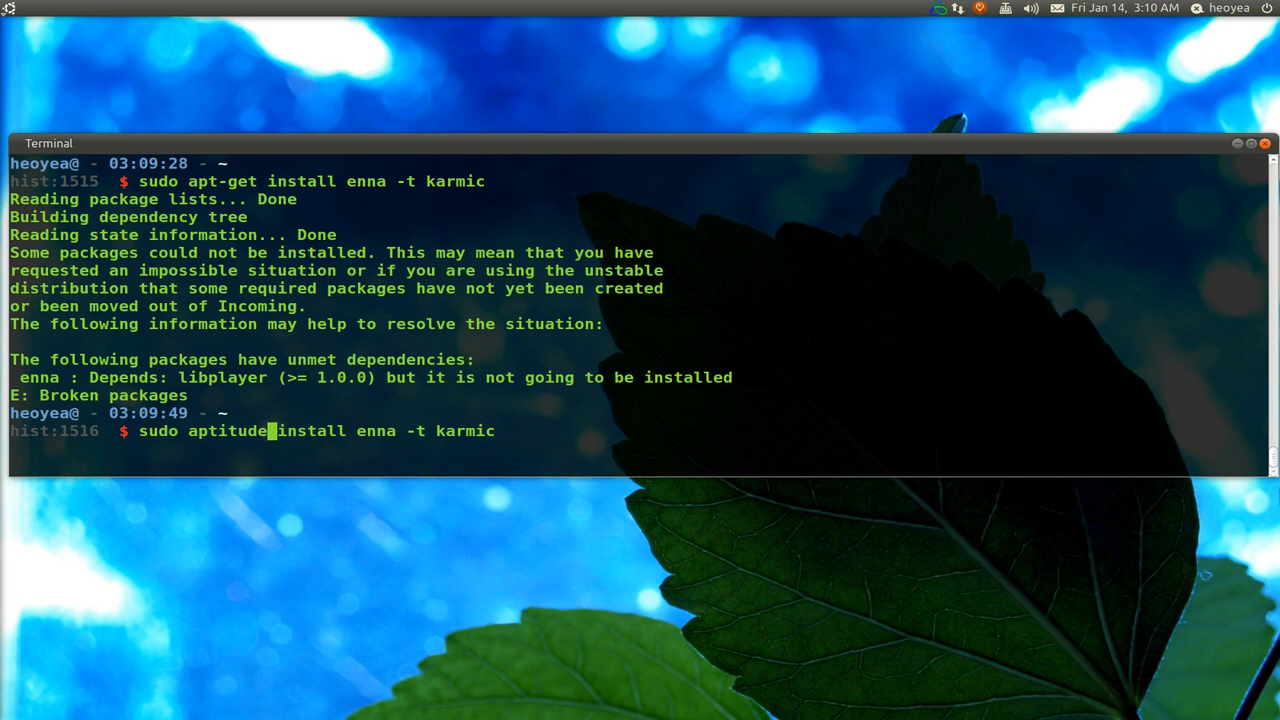 Fri Jan 14, 3:10 AM heoyea
Terminal
heoyea@ - 03:09:28 - ~
hist:1515 $ sudo apt-get install enna -t karmic
Reading package lists... Done
Building dependency tree
Reading state information... Done
Some packages could not be installed. This may mean that you have
requested an impossible situation or if you are using the unstable
distribution that some required packages have not yet been created
or been moved out of Incoming.
The following information may help to resolve the situation:
The following packages have unmet dependencies:
enna : Depends: libplayer (>= 1.0.0) but it is not going to be installed
E: Broken packages
heoyea@ - 03:09:49 - ~
hist:1516 $ sudo aptitude install enna -t karmic